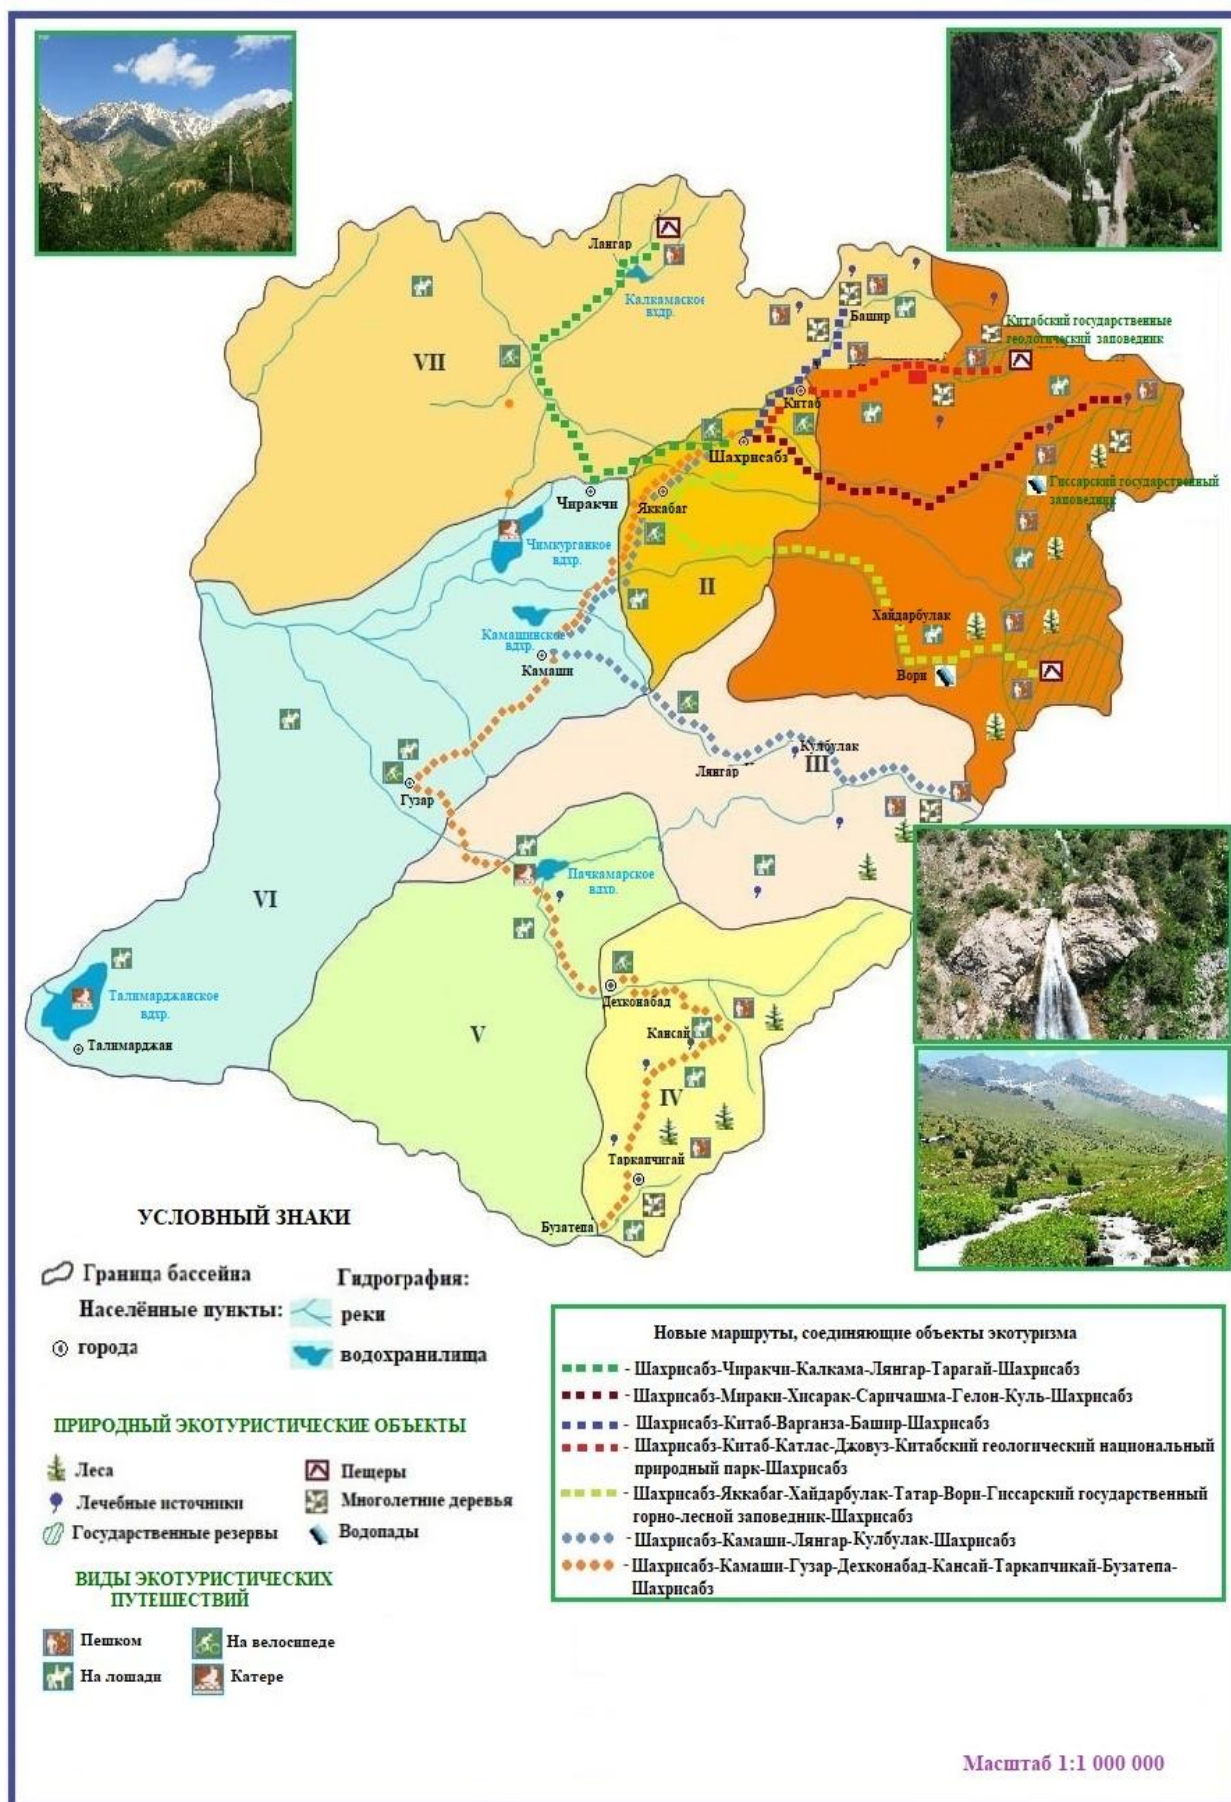 Лангар
Калкамаское
вхдр.
Башир
Китабский государственные
геологический заповедник
VII
Китаб
Шахрисабз
Гиссарский государственный
заповедник
Чиракчи
Яккабаг
Чимкурганкое
вдхр.
II
Хайдарбулак
Камашинское
вдхр.
Камаши
Вори
Кулбулак
Лянгар
III
Гузар
Пачкамарское
вдхр.
VI
Талимарджанское
вдхр.
Дехконабад
Кансай
V
Талимарджан
IV
Таркапчигай
Бузатепа
УСЛОВНЫЙ ЗНАКИ
Граница бассейна
Населённые пункты:
города
Гидрография:
реки
водохранилища
ПРИРОДНЫЙ ЭКОТУРИСТИЧЕСКИЕ ОБЪЕКТЫ
Леса
Лечебные источники
Государственные резервы
Пещеры
Многолетние деревья
Водопады
ВИДЫ ЭКОТУРИСТИЧЕСКИХ
ПУТЕШЕСТВИЙ
Пешком
На лошади
На велосипеде
Катере
Новые маршруты, соединяющие объекты экотуризма
- Шахрисабз-Чиракчи-Калкама-Лянгар-Тарагай-Шахрисабз
- Шахрисабз-Мираки-Хисарак-Саричашма-Гелон-Куль-Шахрисабз
- Шахрисабз-Китаб-Варганза-Башир-Шахрисабз
- Шахрисабз-Китаб-Катлас-Джовуз-Китабский геологический национальный
природный парк-Шахрисабз
- Шахрисабз-Яккабаг-Хайдарбулак-Татар-Вори-Гиссарский государственный
горно-лесной заповедник-Шахрисабз
- Шахрисабз-Камаши-Лянгар-Кулбулак-Шахрисабз
- Шахрисабз-Камаши-Гузар-Дехконабад-Кансай-Таркапчикай-Бузатепа-
Шахрисабз
Масштаб 1:1 000 000